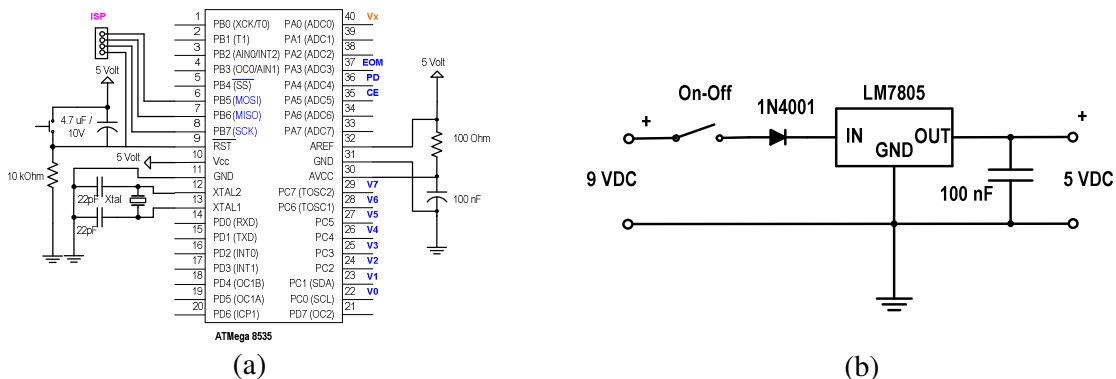 ISP
5 Volt
4.7 uF /
10V
10 kOhm
5 Volt
22pF Xtal
22pF
1 PB0 (XCK/T0) PA0 (ADC0) 40 Vx
2 PB1 (T1) PA1 (ADC1) 39
3 PB2 (AIN0/INT2) PA2 (ADC2) 38
4 PB3 (OC0/AIN1) PA3 (ADC3) 37 EOM
5 PB4 (SS) PA4 (ADC4) 36 PD
6 PB5(MOSI) PA5 (ADC5) 35 CE
7 PB6(MISO) PA6 (ADC6) 34
8 PB7(SCK) PA7 (ADC7) 33
9 RST AREF 32
10 Vcc GND 31
11 GND AVCC 30
12 XTAL2 PC7 (TOSC2) 29 V7
13 XTAL1 PC6 (TOSC1) 28 V6
14 PD0 (RXD) PC5 27 V5
15 PD1 (TXD) PC4 26 V4
16 PD2 (INT0) PC3 25 V3
17 PD3 (INT1) PC2 24 V2
18 PD4 (OC1B) PC1 (SDA) 23 V1
19 PD5 (OC1A) PC0 (SCL) 22 V0
20 PD6 (ICP1) PD7 (OC2) 21
5 Volt
100 Ohm
100 nF
ATMega 8535
(a)
On-Off 1N4001 LM7805
+ IN OUT +
GND
9 VDC 100 nF 5 VDC
(b)